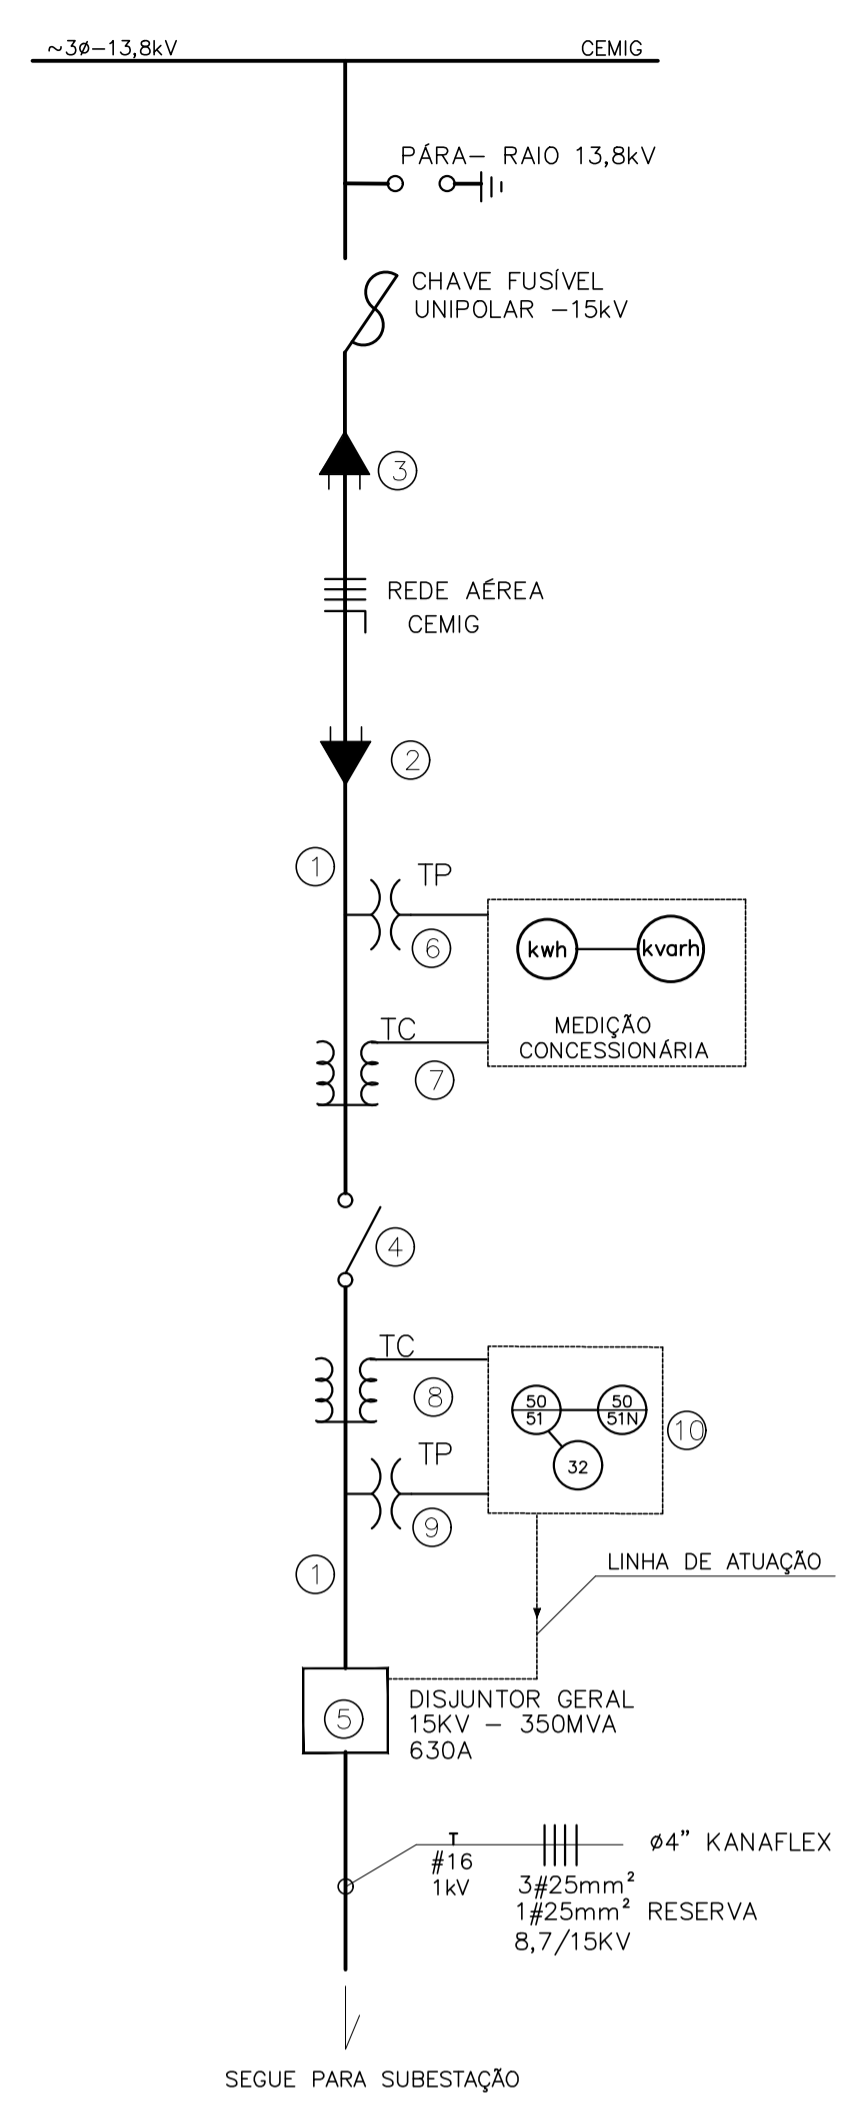 ~3ø-13,8kV
CEMIG
PÁRA- RAIO 13,8kV
CHAVE FUSÍVEL
UNIPOLAR -15kV
3
REDE AÉREA
CEMIG
2
1
TP
6
kwh
kvarh
MEDIÇÃO
CONCESSIONÁRIA
TC
7
4
TC
8
50
51
50
51N
32
10
TP
9
1
LINHA DE ATUAÇÃO
5
DISJUNTOR GERAL
15KV - 350MVA
630A
T
#16
1kV
ø4” KANAFLEX
3#25mm²
1#25mm² RESERVA
8,7/15KV
SEGUE PARA SUBESTAÇÃO